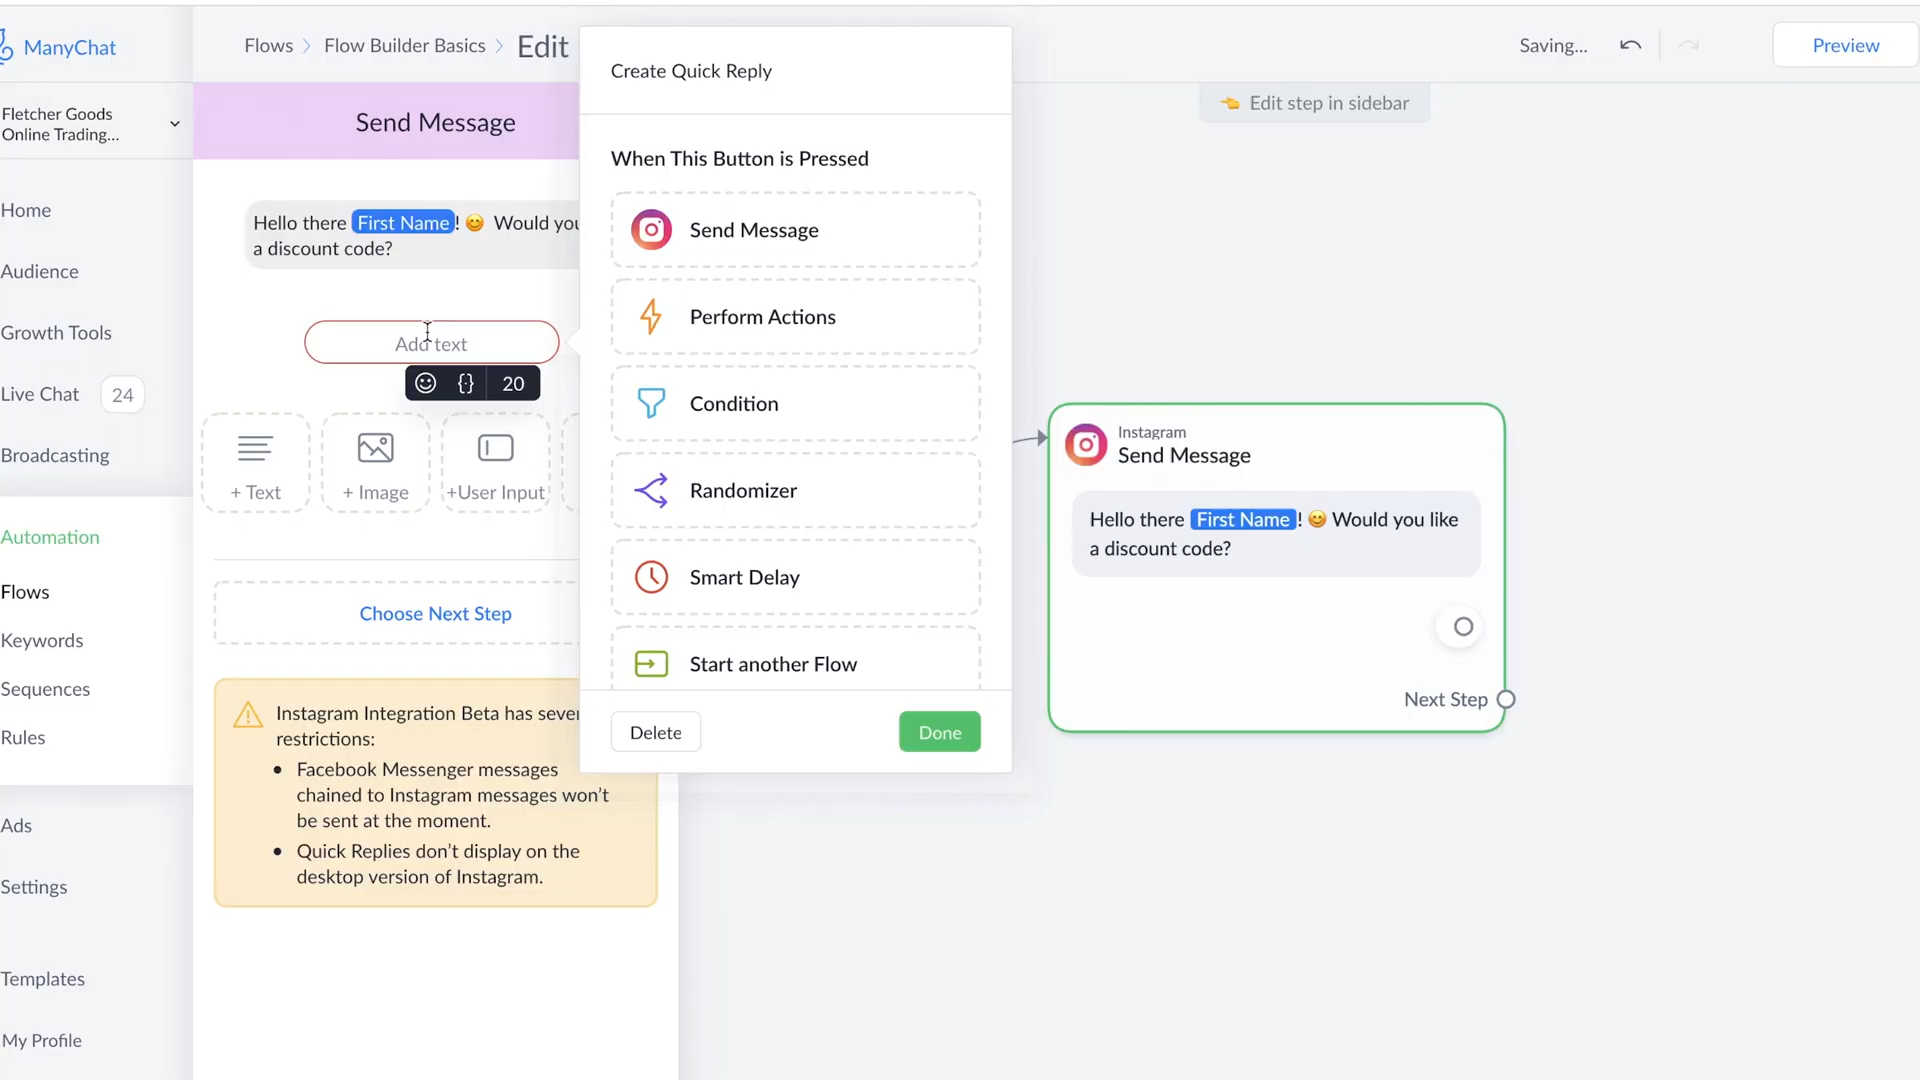 ManyChat
Flows > Flow Builder Basics > Edit
Saving...
Preview
Fletcher Goods
Online Trading...
Home
Audience
Growth Tools
Live Chat 24
Broadcasting
Automation
Flows
Keywords
Sequences
Rules
Ads
Settings
Templates
My Profile
Send Message
Hello there First Name! 😊 Would you
a discount code?
Add text
{·} 20
+ Text
+ Image
+User Input
Choose Next Step
Instagram Integration Beta has
restrictions:
• Facebook Messenger messages
chained to Instagram messages won't
be sent at the moment.
• Quick Replies don't display on the
desktop version of Instagram.
Create Quick Reply
When This Button is Pressed
Send Message
Perform Actions
Condition
Randomizer
Smart Delay
Start another Flow
Delete
Done
👈 Edit step in sidebar
Instagram
Send Message
Hello there First Name! 😊 Would you like
a discount code?
Next Step